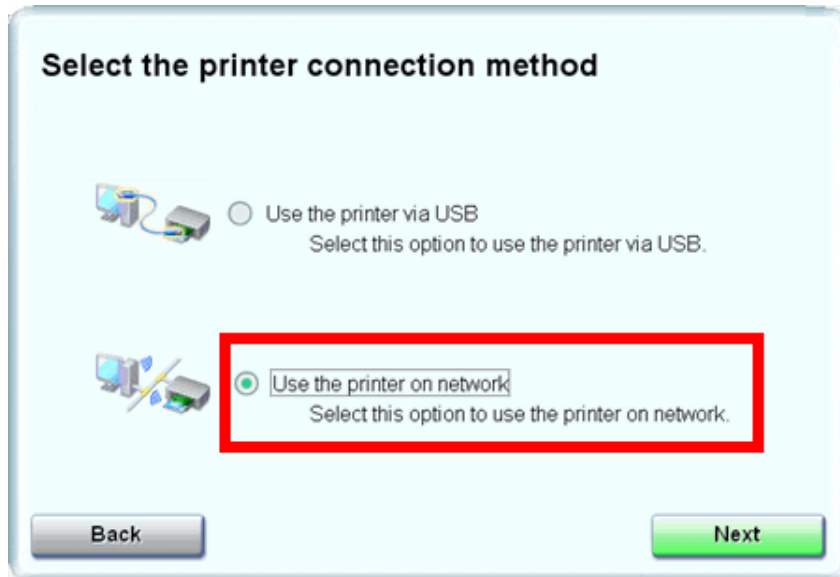 Select the printer connection method
Use the printer via USB
Select this option to use the printer via USB.
Use the printer on network
Select this option to use the printer on network.
Back
Next